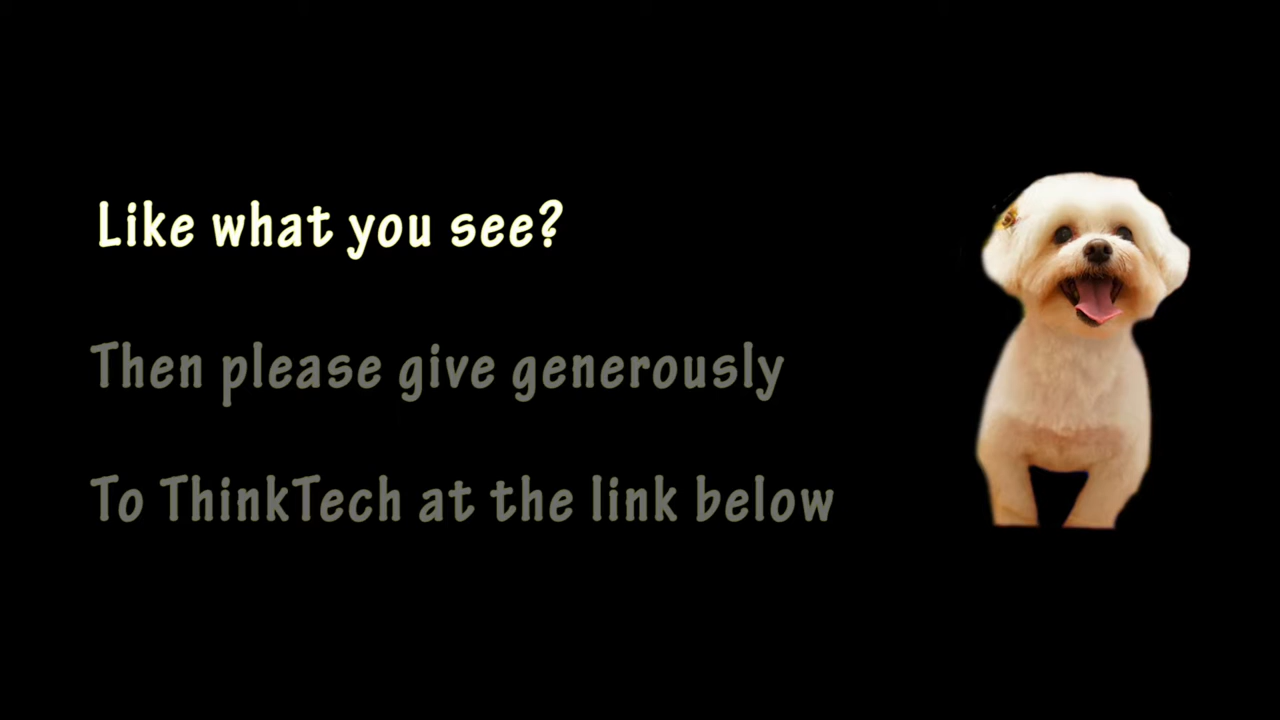 Like what you see?
Then please give generously
To ThinkTech at the link below